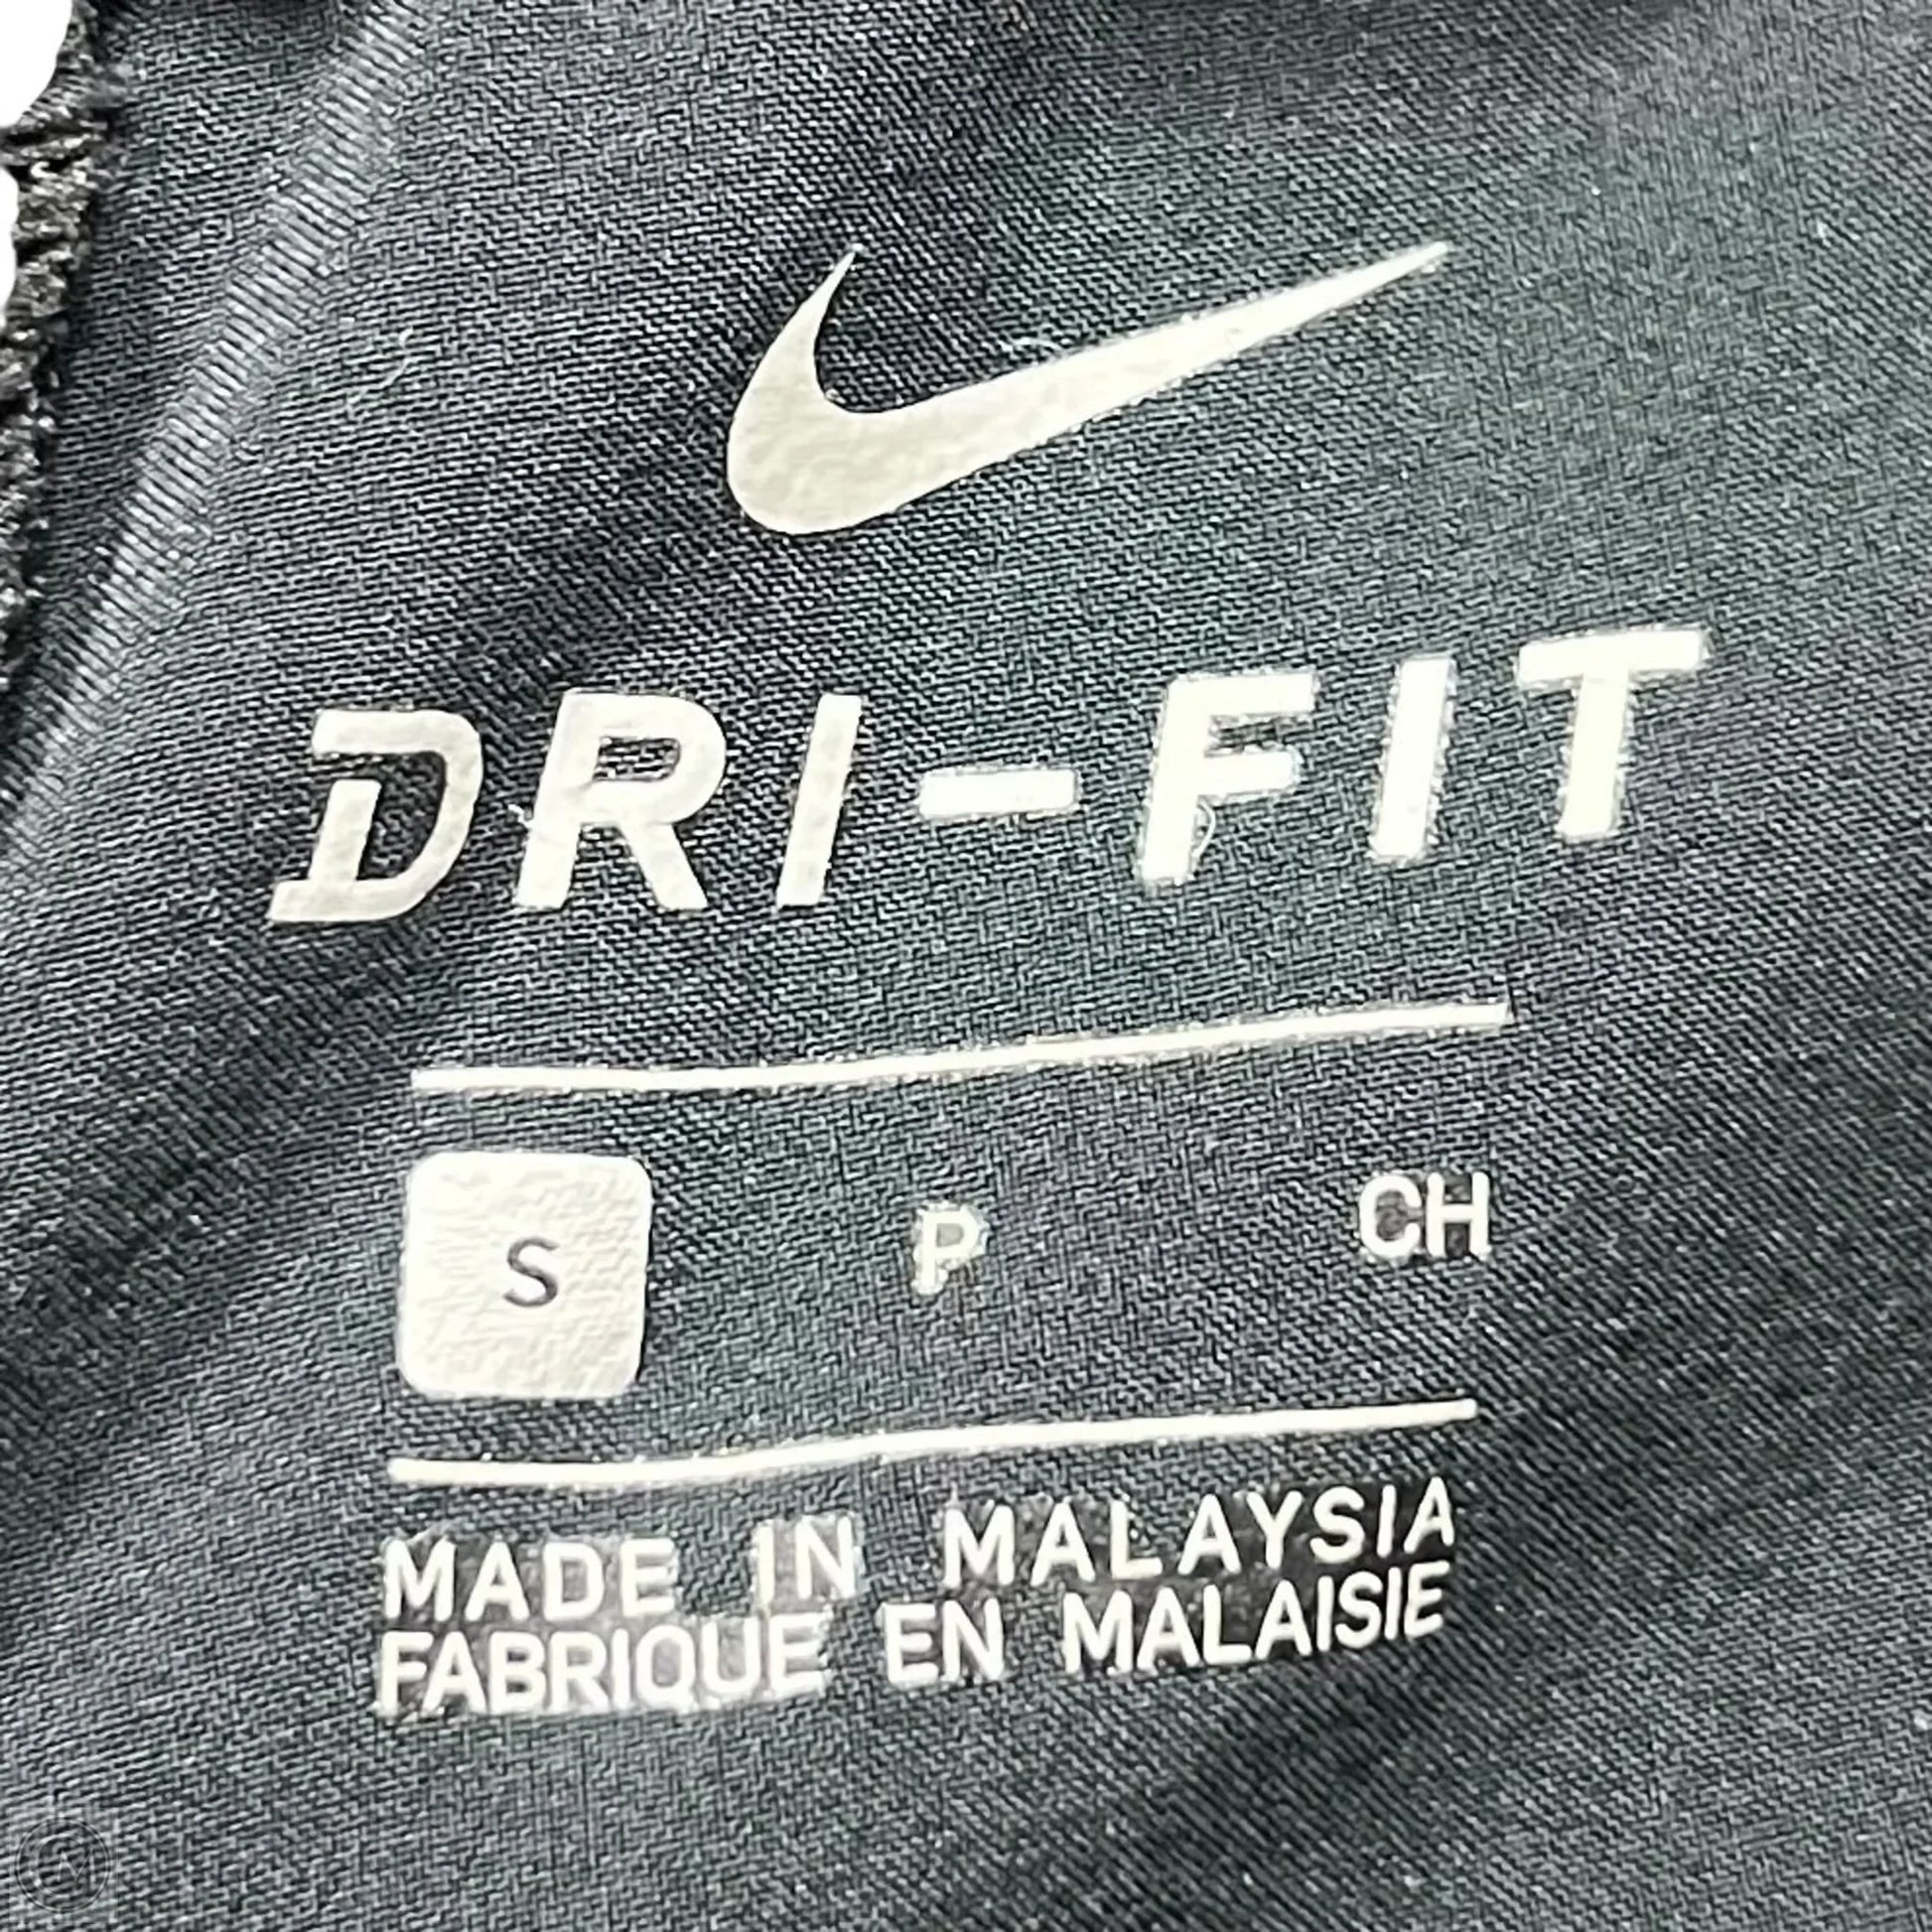 DRI-FIT
S P CH
MADE IN MALAYSIA
FABRIQUE EN MALAISIE